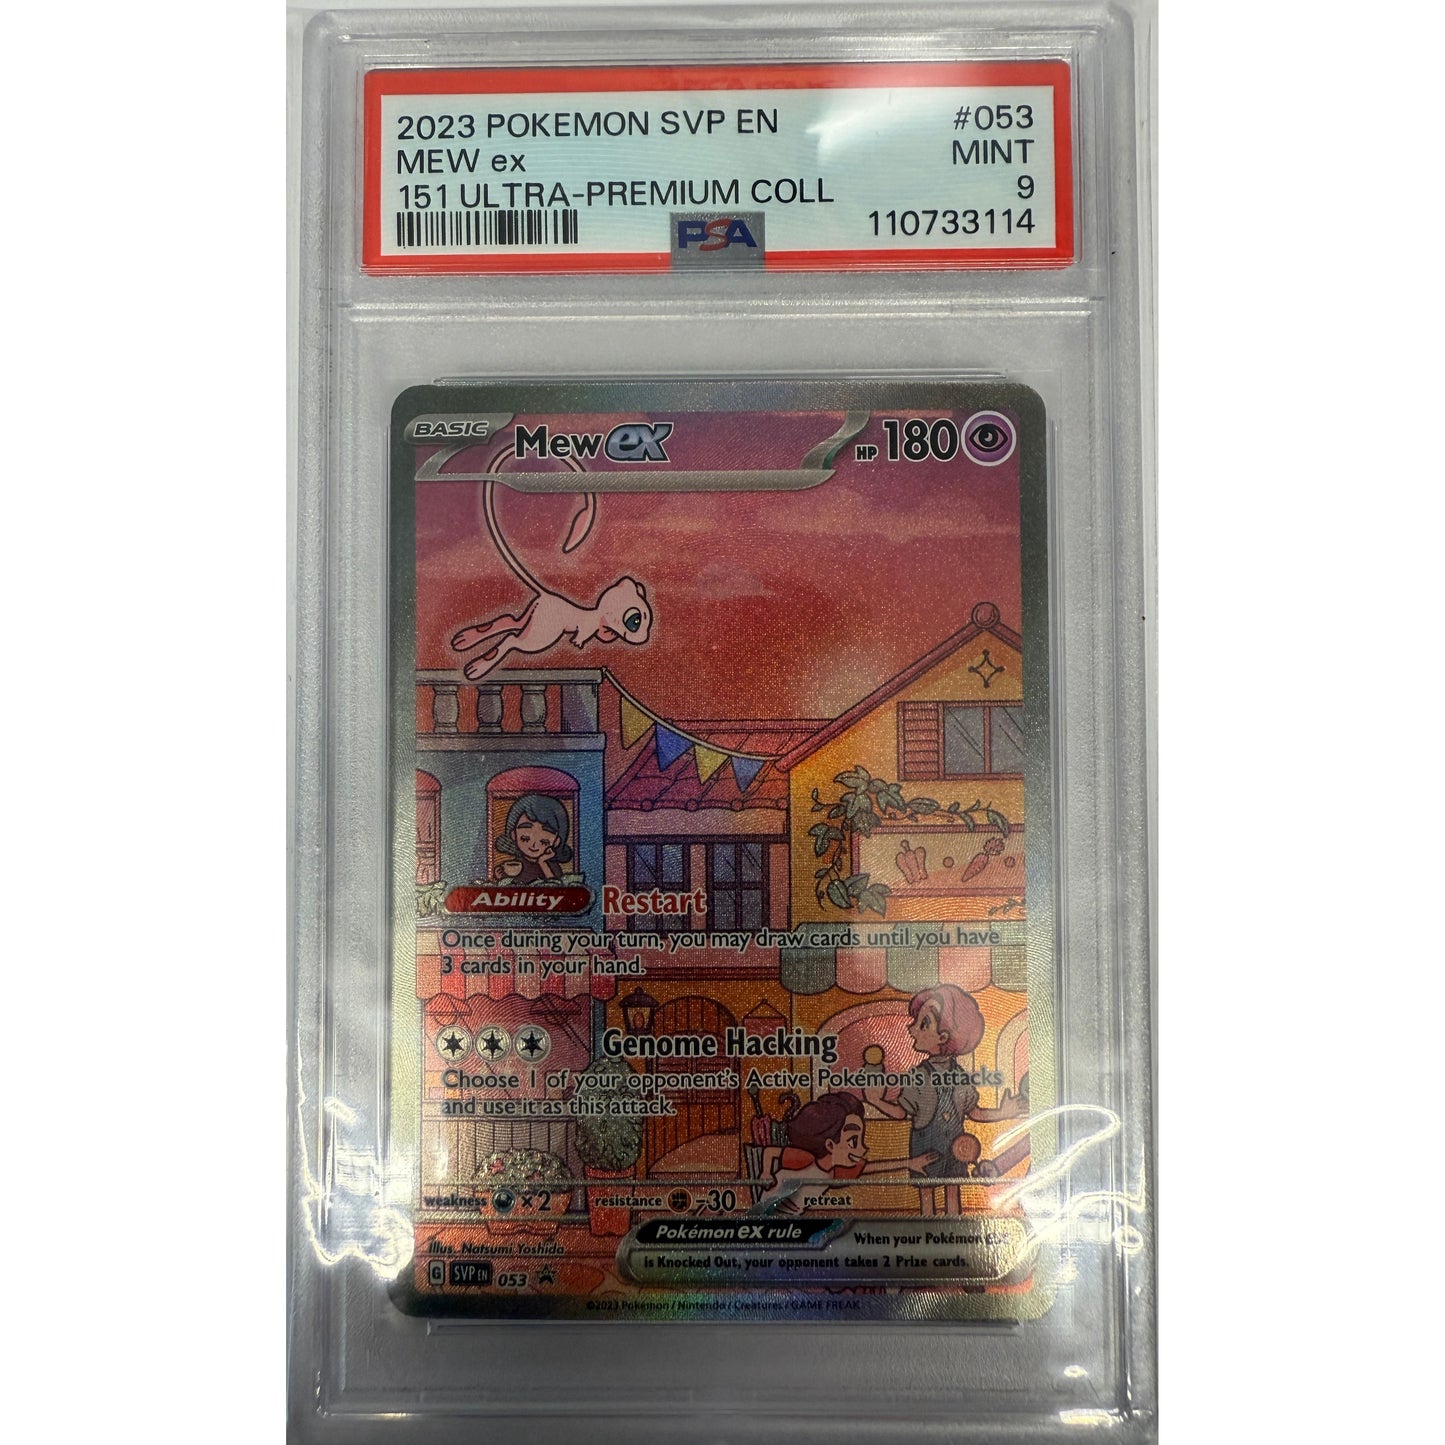 2023 POKEMON SVP EN #053
MEW ex MINT
151 ULTRA-PREMIUM COLL 9
PSA 110733114
BASIC Mew ex HP 180
Ability Restart
Once during your turn, you may draw cards until you have
3 cards in your hand.
Genome Hacking
Choose 1 of your opponent's Active Pokémon's attacks
and use it as this attack.
weakness ×2 resistance -30 retreat
Pokémon ex rule When your Pokémon ex
is Knocked Out, your opponent takes 2 Prize cards.
Illus. Natsumi Yoshida
G SVP EN 053
©2023 Pokémon / Nintendo / Creatures / GAME FREAK